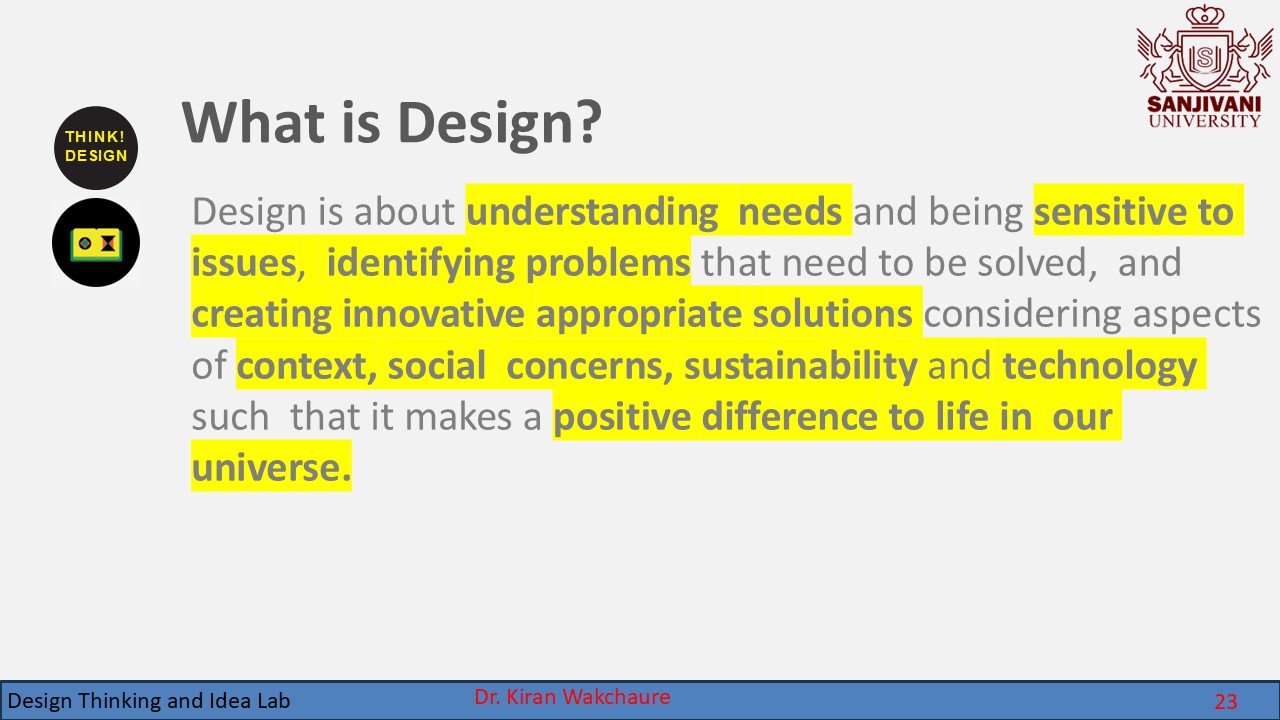 SANJIVANI
UNIVERSITY
THINK!
DESIGN
What is Design?
Design is about understanding needs and being sensitive to
issues, identifying problems that need to be solved, and
creating innovative appropriate solutions considering aspects
of context, social concerns, sustainability and technology
such that it makes a positive difference to life in our
universe.
Design Thinking and Idea Lab
Dr. Kiran Wakchaure
23